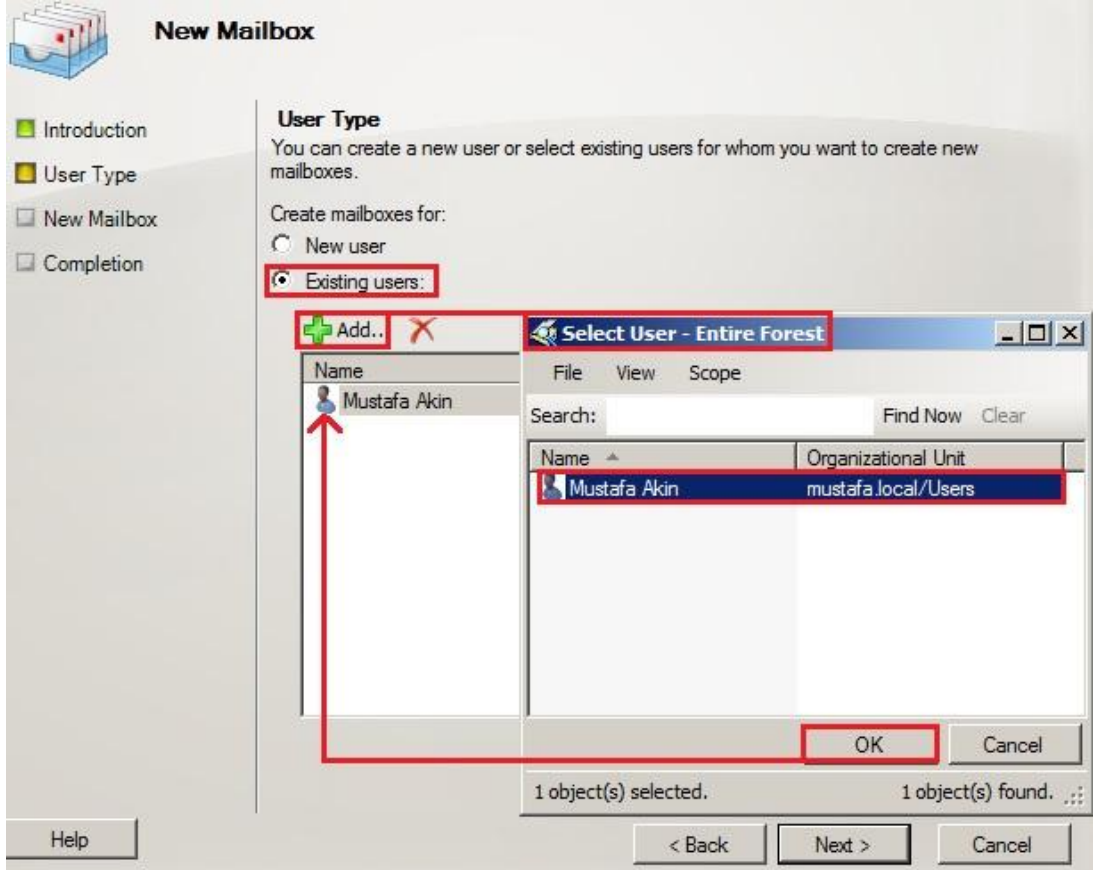 New Mailbox
Introduction
User Type
New Mailbox
Completion
User Type
You can create a new user or select existing users for whom you want to create new
mailboxes.
Create mailboxes for:
New user
Existing users:
Add..
Name
Mustafa Akin
Select User - Entire Forest
File View Scope
Search: Find Now Clear
Name Organizational Unit
Mustafa Akin mustafa.local/Users
OK Cancel
1 object(s) selected. 1 object(s) found.
Help < Back Next > Cancel